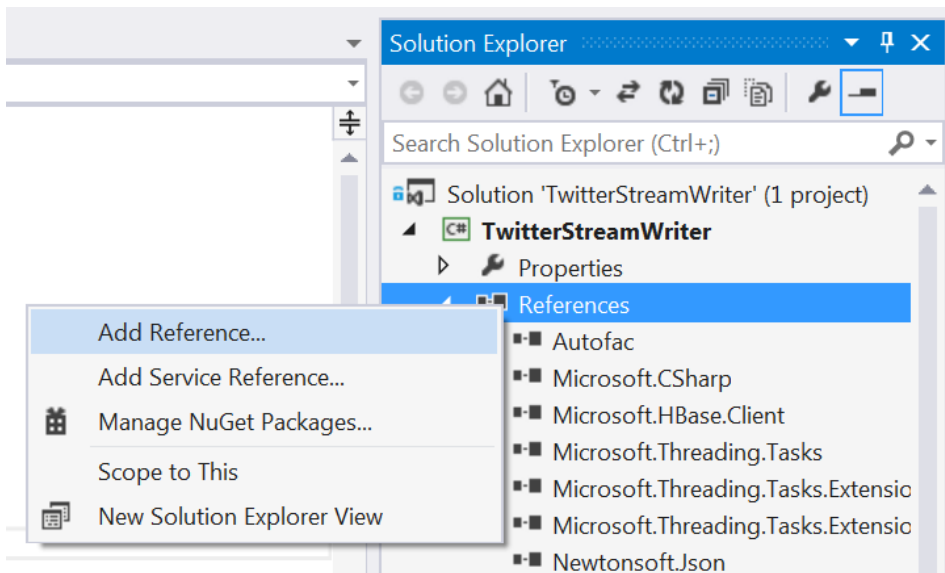 Solution Explorer
Search Solution Explorer (Ctrl+;)
Solution 'TwitterStreamWriter' (1 project)
C# TwitterStreamWriter
Properties
References
Autofac
Microsoft.CSharp
Microsoft.HBase.Client
Microsoft.Threading.Tasks
Microsoft.Threading.Tasks.Extensio
Microsoft.Threading.Tasks.Extensio
Newtonsoft.Json
Add Reference...
Add Service Reference...
Manage NuGet Packages...
Scope to This
New Solution Explorer View